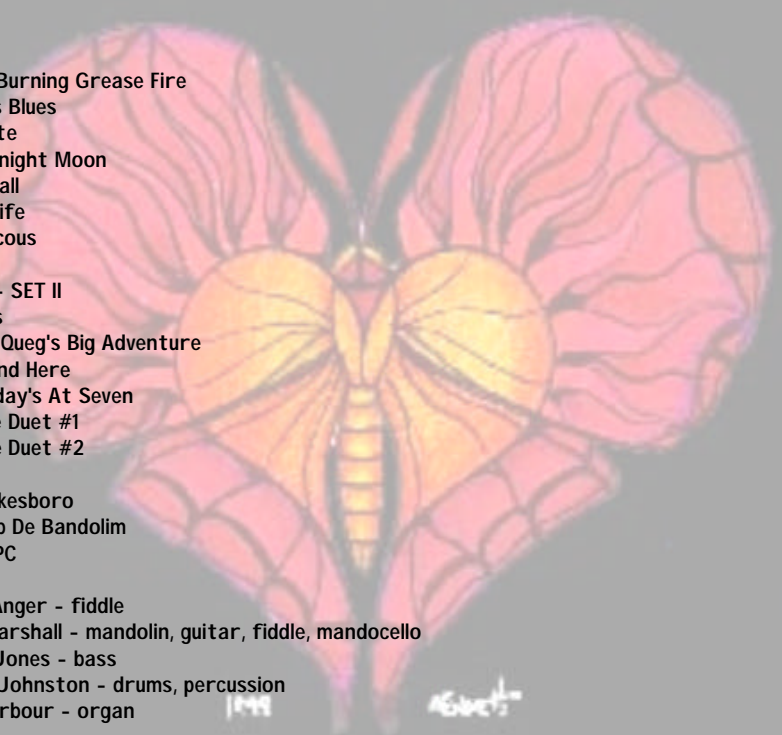 Burning Grease Fire
s Blues
te
night Moon
all
ife
cous
- SET II
s
Queg's Big Adventure
nd Here
day's At Seven
e Duet #1
e Duet #2
kesboro
o De Bandolim
PC
Anger - fiddle
arshall - mandolin, guitar, fiddle, mandocello
Jones - bass
Johnston - drums, percussion
rbour - organ